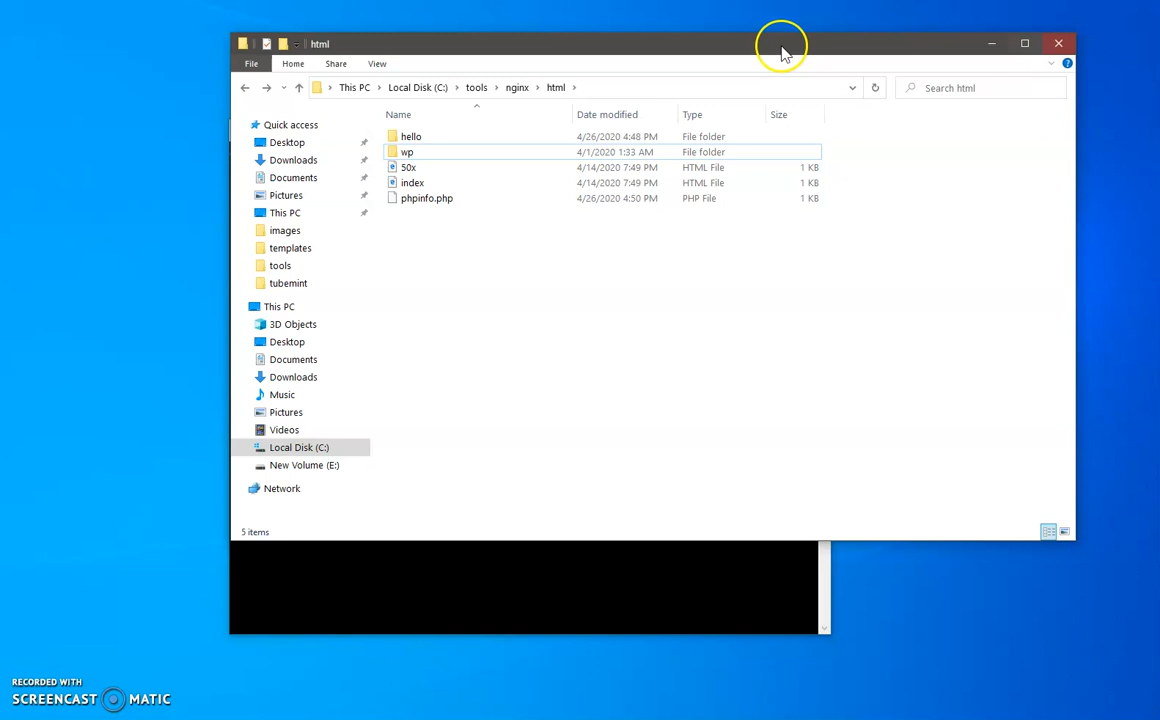 html
File Home Share View
This PC Local Disk (C:) tools nginx html
Search html
Name Date modified Type Size
hello 4/26/2020 4:48 PM File folder
wp 4/1/2020 1:33 AM File folder
50x 4/14/2020 7:49 PM HTML File 1 KB
index 4/14/2020 7:49 PM HTML File 1 KB
phpinfo.php 4/26/2020 4:50 PM PHP File 1 KB
Quick access
Desktop
Downloads
Documents
Pictures
This PC
images
templates
tools
tubemint
This PC
3D Objects
Desktop
Documents
Downloads
Music
Pictures
Videos
Local Disk (C:)
New Volume (E:)
Network
5 items
RECORDED WITH
SCREENCAST MATIC